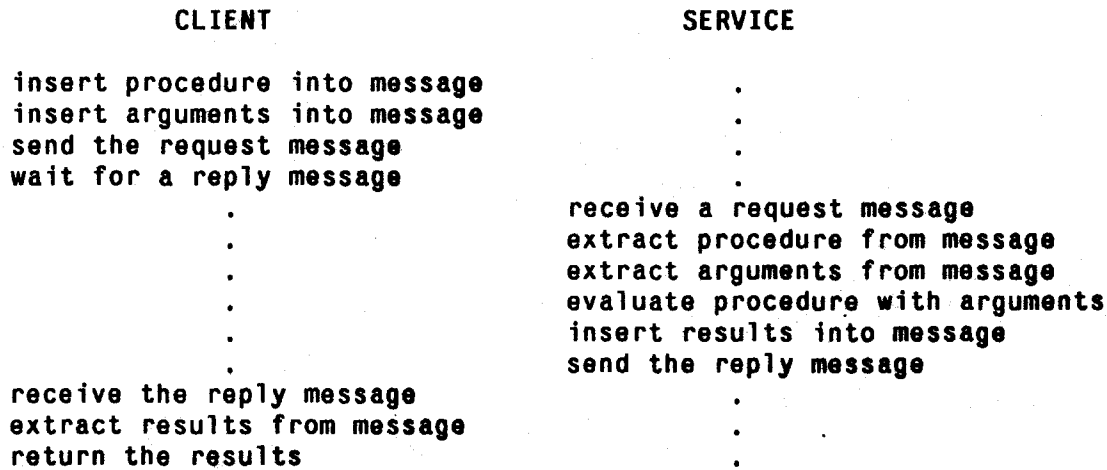 CLIENT SERVICE
insert procedure into message .
insert arguments into message .
send the request message .
wait for a reply message .
. receive a request message
. extract procedure from message
. extract arguments from message
. evaluate procedure with arguments
. insert results into message
. send the reply message
receive the reply message .
extract results from message .
return the results .